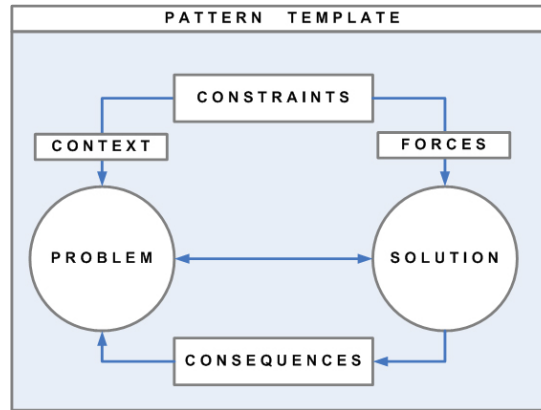 PATTERN TEMPLATE
CONSTRAINTS
CONTEXT
FORCES
PROBLEM
SOLUTION
CONSEQUENCES